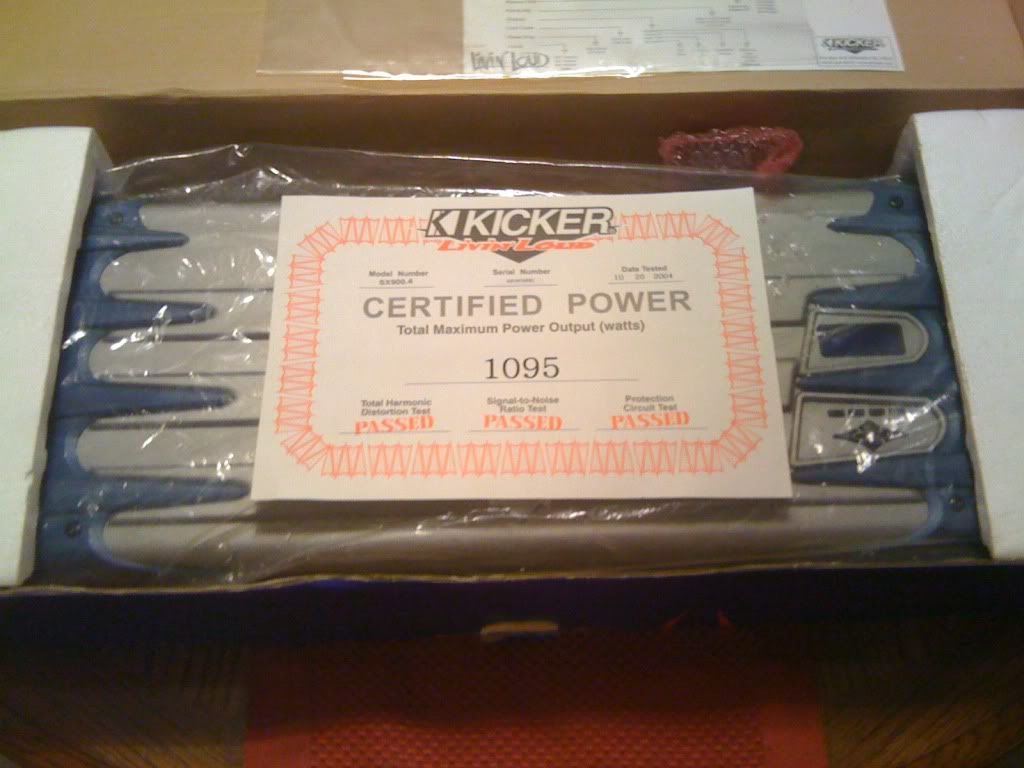 LIVIN LOUD
KICKER
KICKER
LIVIN LOUD
Model Number Serial Number Date Tested
SX900.4 10 20 2004
CERTIFIED POWER
Total Maximum Power Output (watts)
1095
Total Harmonic Distortion Test
PASSED
Signal-to-Noise Ratio Test
PASSED
Protection Circuit Test
PASSED